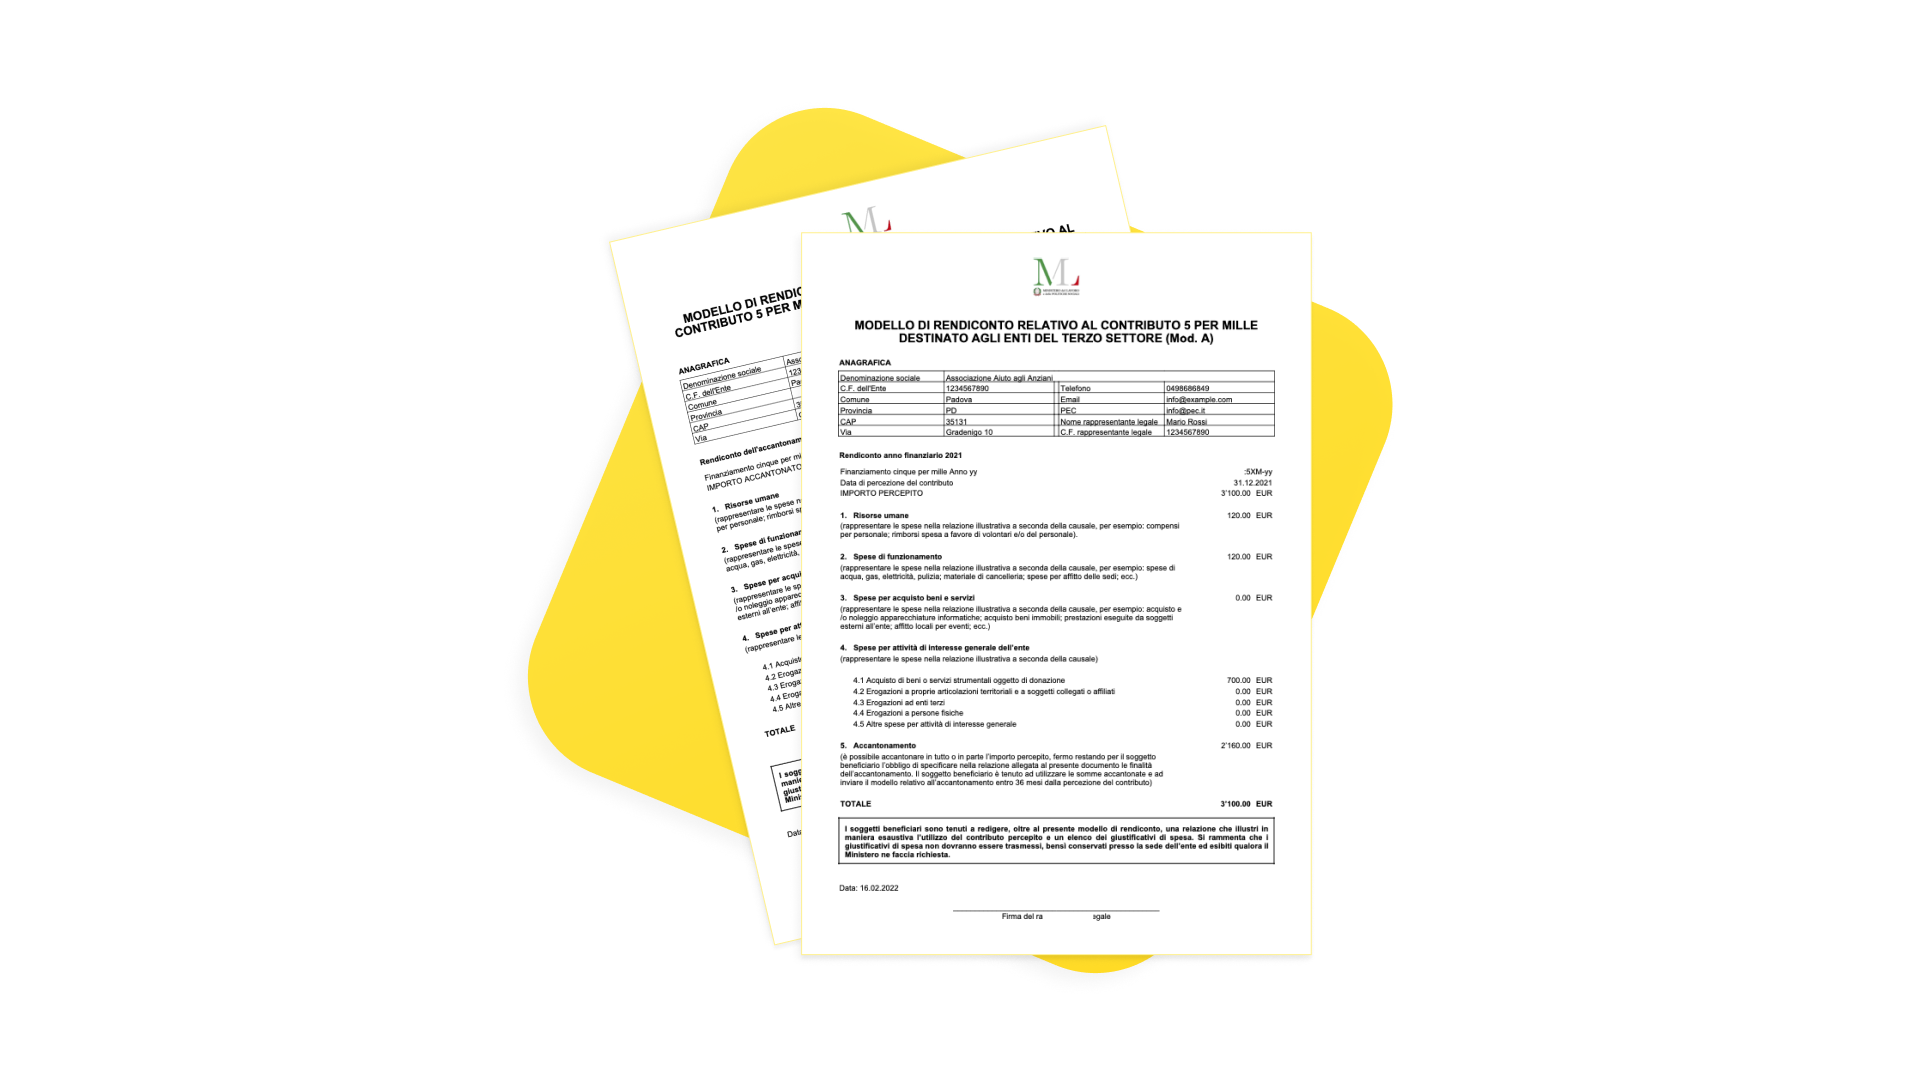 VO AL
MODELLO DI RENDIC
CONTRIBUTO 5 PER M
ANAGRAFICA
Denominazione sociale Asso
C.F. dell'Ente 123
Comune Pa
Provincia
CAP 3
Via
Rendiconto dell'accantonam
Finanziamento cinque per mi
IMPORTO ACCANTONATO
1. Risorse umane
(rappresentare le spese n
per personale; rimborsi sp
2. Spese di funzionar
(rappresentare le spese
acqua, gas, elettricità,
3. Spese per acqui
(rappresentare le sp
/o noleggio apparec
esterni all'ente; affit
4. Spese per att
(rappresentare le
4.1 Acquisto
4.2 Erogaz
4.3 Eroga
4.4 Eroga
4.5 Altre
TOTALE
I sogg
manie
giust
Mini
Data
ML
MINISTERO del LAVORO
MODELLO DI RENDICONTO RELATIVO AL CONTRIBUTO 5 PER MILLE
DESTINATO AGLI ENTI DEL TERZO SETTORE (Mod. A)
ANAGRAFICA
Denominazione sociale Associazione Aiuto agli Anziani
C.F. dell'Ente 1234567890 Telefono 0498686849
Comune Padova Email info@example.com
Provincia PD PEC info@pec.it
CAP 35131 Nome rappresentante legale Mario Rossi
Via Gradenigo 10 C.F. rappresentante legale 1234567890
Rendiconto anno finanziario 2021
Finanziamento cinque per mille Anno yy :5XM-yy
Data di percezione del contributo 31.12.2021
IMPORTO PERCEPITO 3'100.00 EUR
1. Risorse umane 120.00 EUR
(rappresentare le spese nella relazione illustrativa a seconda della causale, per esempio: compensi
per personale; rimborsi spesa a favore di volontari e/o del personale).
2. Spese di funzionamento 120.00 EUR
(rappresentare le spese nella relazione illustrativa a seconda della causale, per esempio: spese di
acqua, gas, elettricità, pulizia; materiale di cancelleria; spese per affitto delle sedi; ecc.)
3. Spese per acquisto beni e servizi 0.00 EUR
(rappresentare le spese nella relazione illustrativa a seconda della causale, per esempio: acquisto e
/o noleggio apparecchiature informatiche; acquisto beni immobili; prestazioni eseguite da soggetti
esterni all'ente; affitto locali per eventi; ecc.)
4. Spese per attività di interesse generale dell'ente
(rappresentare le spese nella relazione illustrativa a seconda della causale)
4.1 Acquisto di beni o servizi strumentali oggetto di donazione 700.00 EUR
4.2 Erogazioni a proprie articolazioni territoriali e a soggetti collegati o affiliati 0.00 EUR
4.3 Erogazioni ad enti terzi 0.00 EUR
4.4 Erogazioni a persone fisiche 0.00 EUR
4.5 Altre spese per attività di interesse generale 0.00 EUR
5. Accantonamento 2'160.00 EUR
(è possibile accantonare in tutto o in parte l'importo percepito, fermo restando per il soggetto
beneficiario l'obbligo di specificare nella relazione allegata al presente documento le finalità
dell'accantonamento. Il soggetto beneficiario è tenuto ad utilizzare le somme accantonate e ad
inviare il modello relativo all'accantonamento entro 36 mesi dalla percezione del contributo)
TOTALE 3'100.00 EUR
I soggetti beneficiari sono tenuti a redigere, oltre al presente modello di rendiconto, una relazione che illustri in
maniera esaustiva l'utilizzo del contributo percepito e un elenco dei giustificativi di spesa. Si rammenta che i
giustificativi di spesa non dovranno essere trasmessi, bensì conservati presso la sede dell'ente ed esibiti qualora il
Ministero ne faccia richiesta.
Data: 16.02.2022
Firma del ra egale